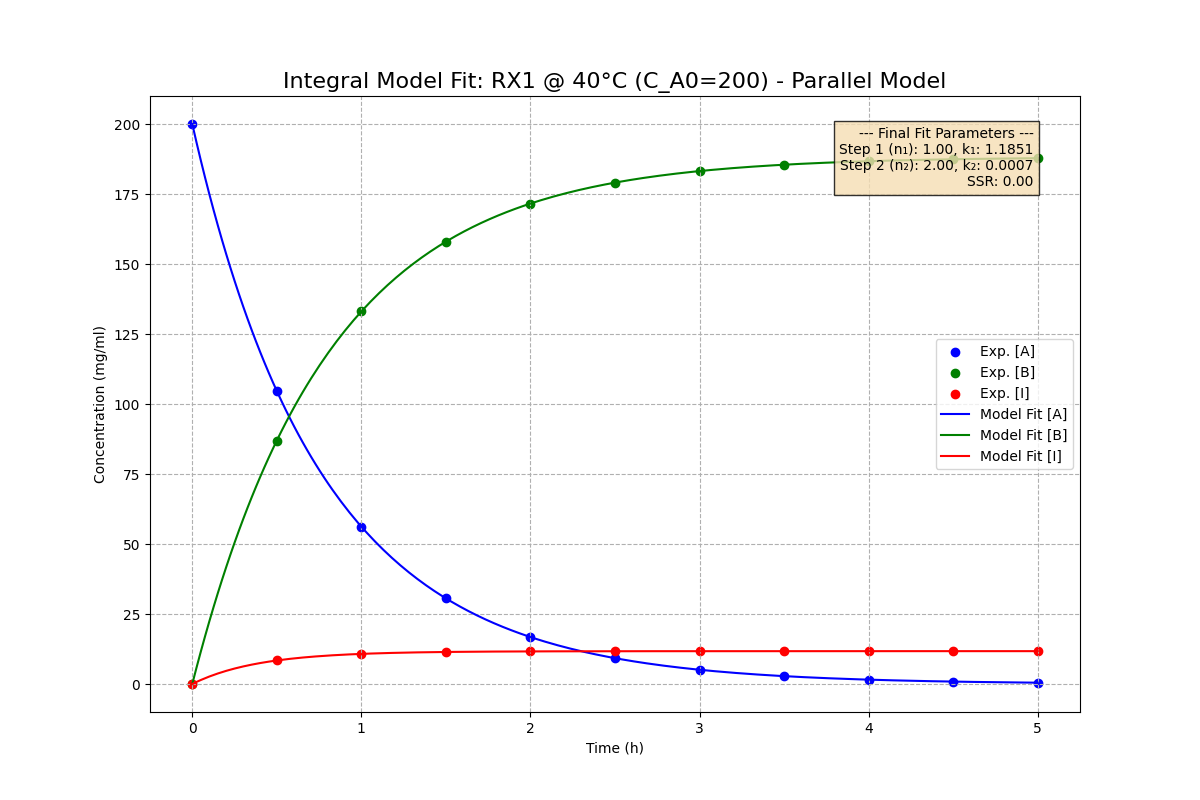 Integral Model Fit: RX1 @ 40°C (C_A0=200) - Parallel Model
--- Final Fit Parameters ---
Step 1 (n₁): 1.00, k₁: 1.1851
Step 2 (n₂): 2.00, k₂: 0.0007
SSR: 0.00
Concentration (mg/ml)
200
175
150
125
100
75
50
25
0
Exp. [A]
Exp. [B]
Exp. [I]
Model Fit [A]
Model Fit [B]
Model Fit [I]
0 1 2 3 4 5
Time (h)